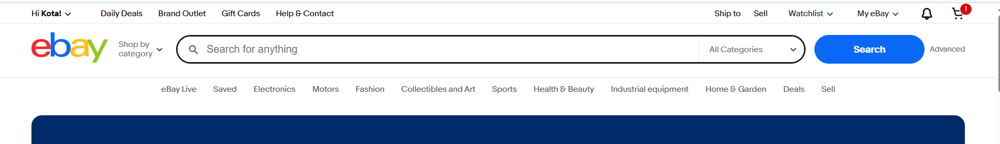 Hi Kota! Daily Deals Brand Outlet Gift Cards Help & Contact Ship to Sell Watchlist My eBay 1
ebay Shop by category Search for anything All Categories Search Advanced
eBay Live Saved Electronics Motors Fashion Collectibles and Art Sports Health & Beauty Industrial equipment Home & Garden Deals Sell